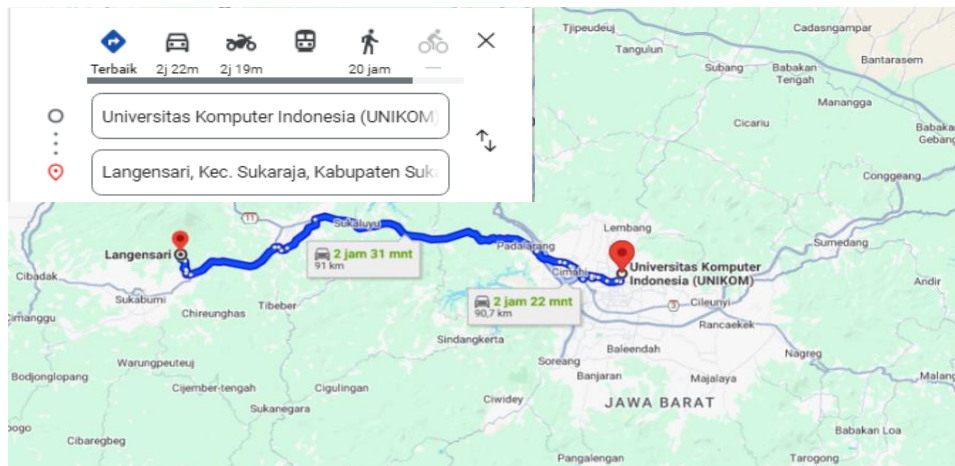 Terbaik
2j 22m
2j 19m
20 jam
—
Universitas Komputer Indonesia (UNIKOM)
Langensari, Kec. Sukaraja, Kabupaten Suka
Tjipeudeuj
Cadasngampar
Tangulun
Bantarasem
Subang
Babakan
Tengah
Manangga
Cicariu
Babaka
Gebang
Conggeang
11
Sukaluyu
Lembang
Langensari
2 jam 31 mnt
91 km
Padalarang
Sumedang
Cibadak
Cimahi
Universitas Komputer
Indonesia (UNIKOM)
Andir
Sukabumi
Tibeber
2 jam 22 mnt
90,7 km
3
Cileunyi
Cimanggu
Chireunghas
Rancaekek
Sindangkerta
Baleendah
Warungpeuteuj
Soreang
Nagreg
Bodjonglopang
Cijember-tengah
Cigulingan
Banjaran
Majalaya
Malang
Sukanegara
Ciwidey
JAWA BARAT
ogo
Cibaregbeg
Babakan Loa
Pangalengan
Tarogong